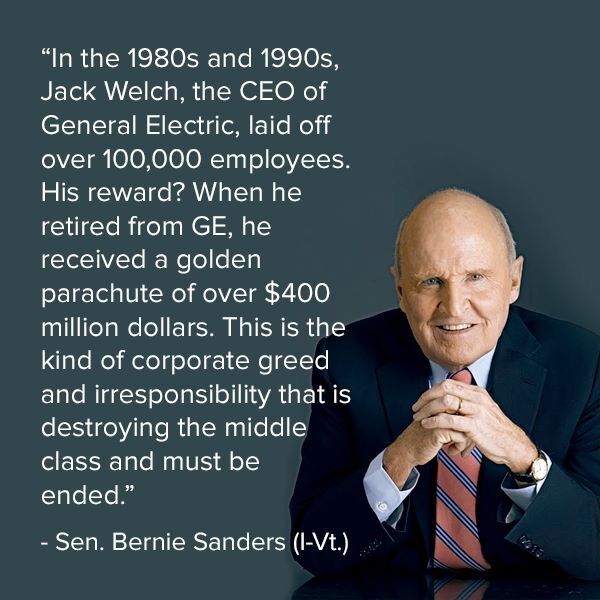 “In the 1980s and 1990s,
Jack Welch, the CEO of
General Electric, laid off
over 100,000 employees.
His reward? When he
retired from GE, he
received a golden
parachute of over $400
million dollars. This is the
kind of corporate greed
and irresponsibility that is
destroying the middle
class and must be
ended.”
- Sen. Bernie Sanders (I-Vt.)